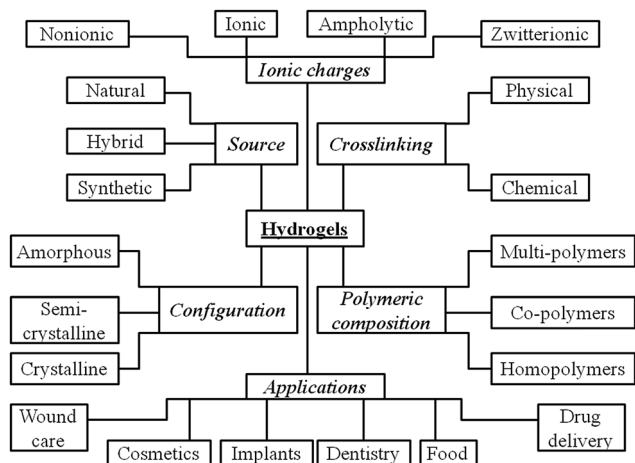 Nonionic
Ionic
Ampholytic
Zwitterionic
Ionic charges
Natural
Hybrid
Synthetic
Source
Crosslinking
Physical
Chemical
Hydrogels
Amorphous
Semi-
crystalline
Crystalline
Configuration
Polymeric
composition
Multi-polymers
Co-polymers
Homopolymers
Applications
Wound
care
Cosmetics
Implants
Dentistry
Food
Drug
delivery